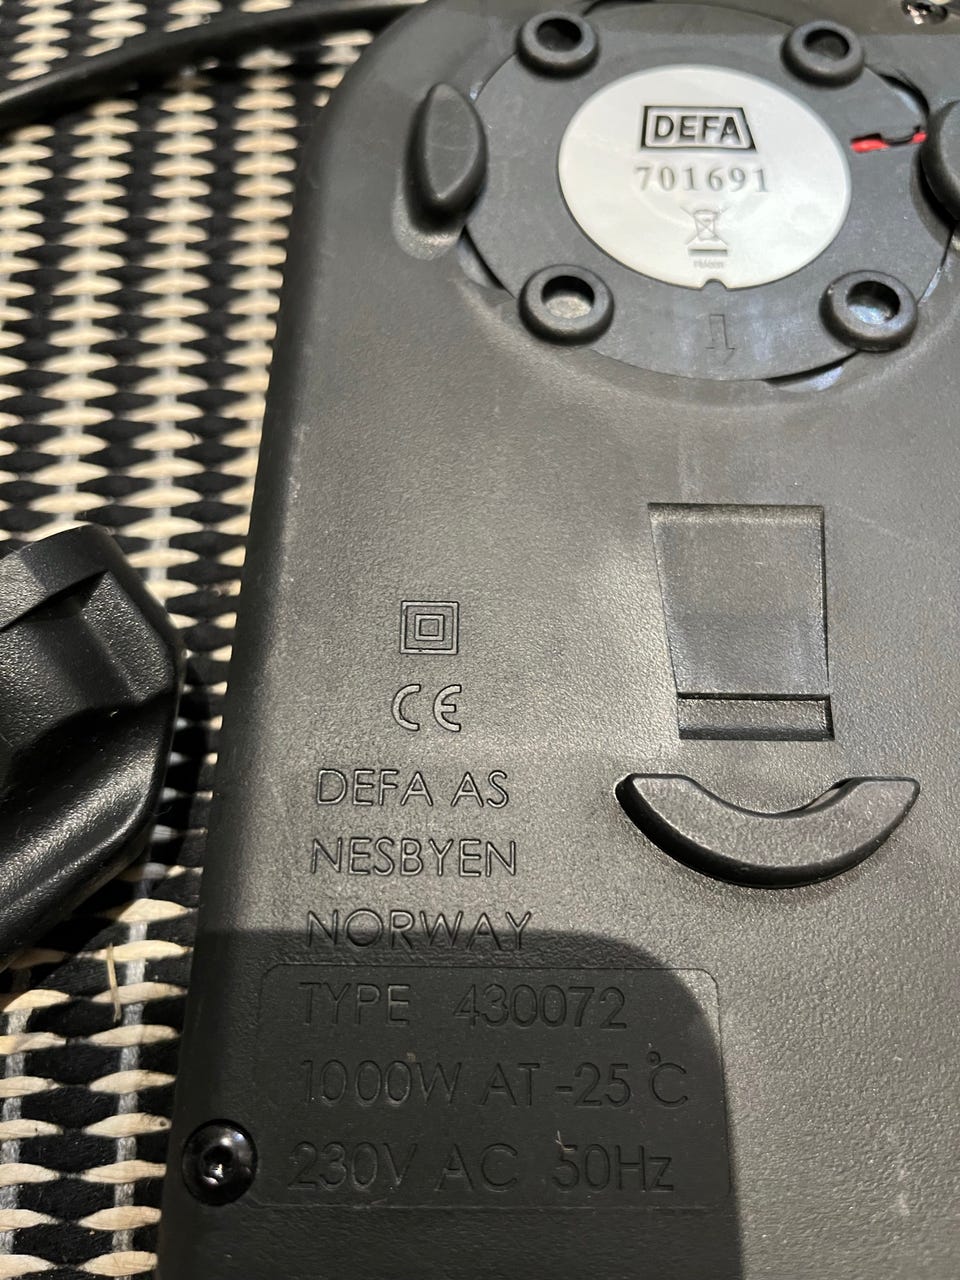 DEFA
701691
CE
DEFA AS
NESBYEN
NORWAY
TYPE 430072
1000W AT -25°C
230V AC 50Hz